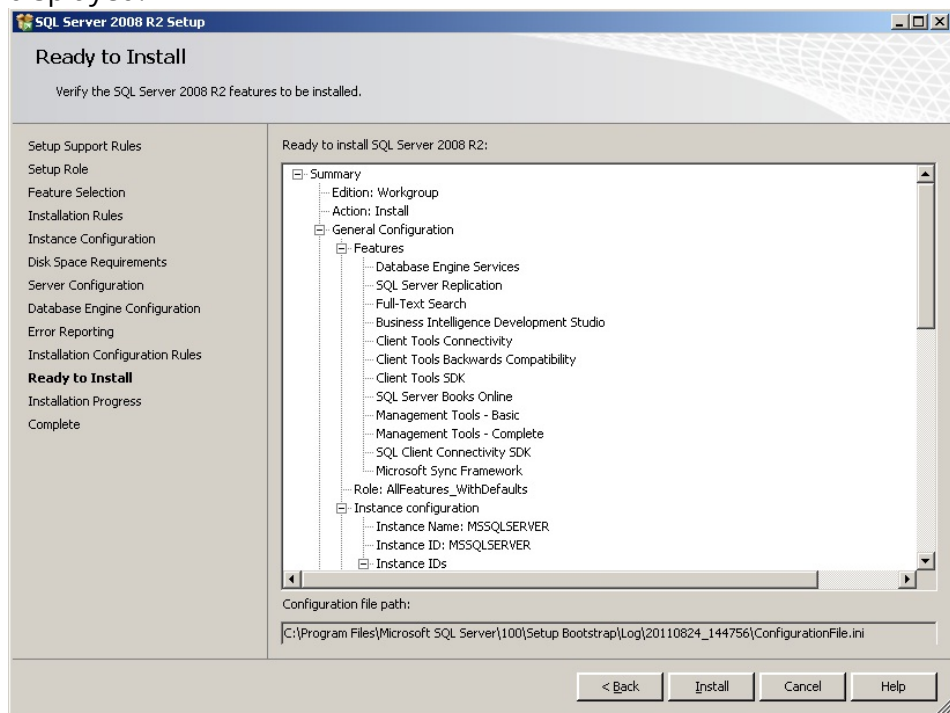 SQL Server 2008 R2 Setup
Ready to Install
Verify the SQL Server 2008 R2 features to be installed.
Setup Support Rules
Setup Role
Feature Selection
Installation Rules
Instance Configuration
Disk Space Requirements
Server Configuration
Database Engine Configuration
Error Reporting
Installation Configuration Rules
Ready to Install
Installation Progress
Complete
Ready to install SQL Server 2008 R2:
Summary
Edition: Workgroup
Action: Install
General Configuration
Features
Database Engine Services
SQL Server Replication
Full-Text Search
Business Intelligence Development Studio
Client Tools Connectivity
Client Tools Backwards Compatibility
Client Tools SDK
SQL Server Books Online
Management Tools - Basic
Management Tools - Complete
SQL Client Connectivity SDK
Microsoft Sync Framework
Role: AllFeatures_WithDefaults
Instance configuration
Instance Name: MSSQLSERVER
Instance ID: MSSQLSERVER
Instance IDs
Configuration file path:
C:\Program Files\Microsoft SQL Server\100\Setup Bootstrap\Log\20110824_144756\ConfigurationFile.ini
< Back
Install
Cancel
Help